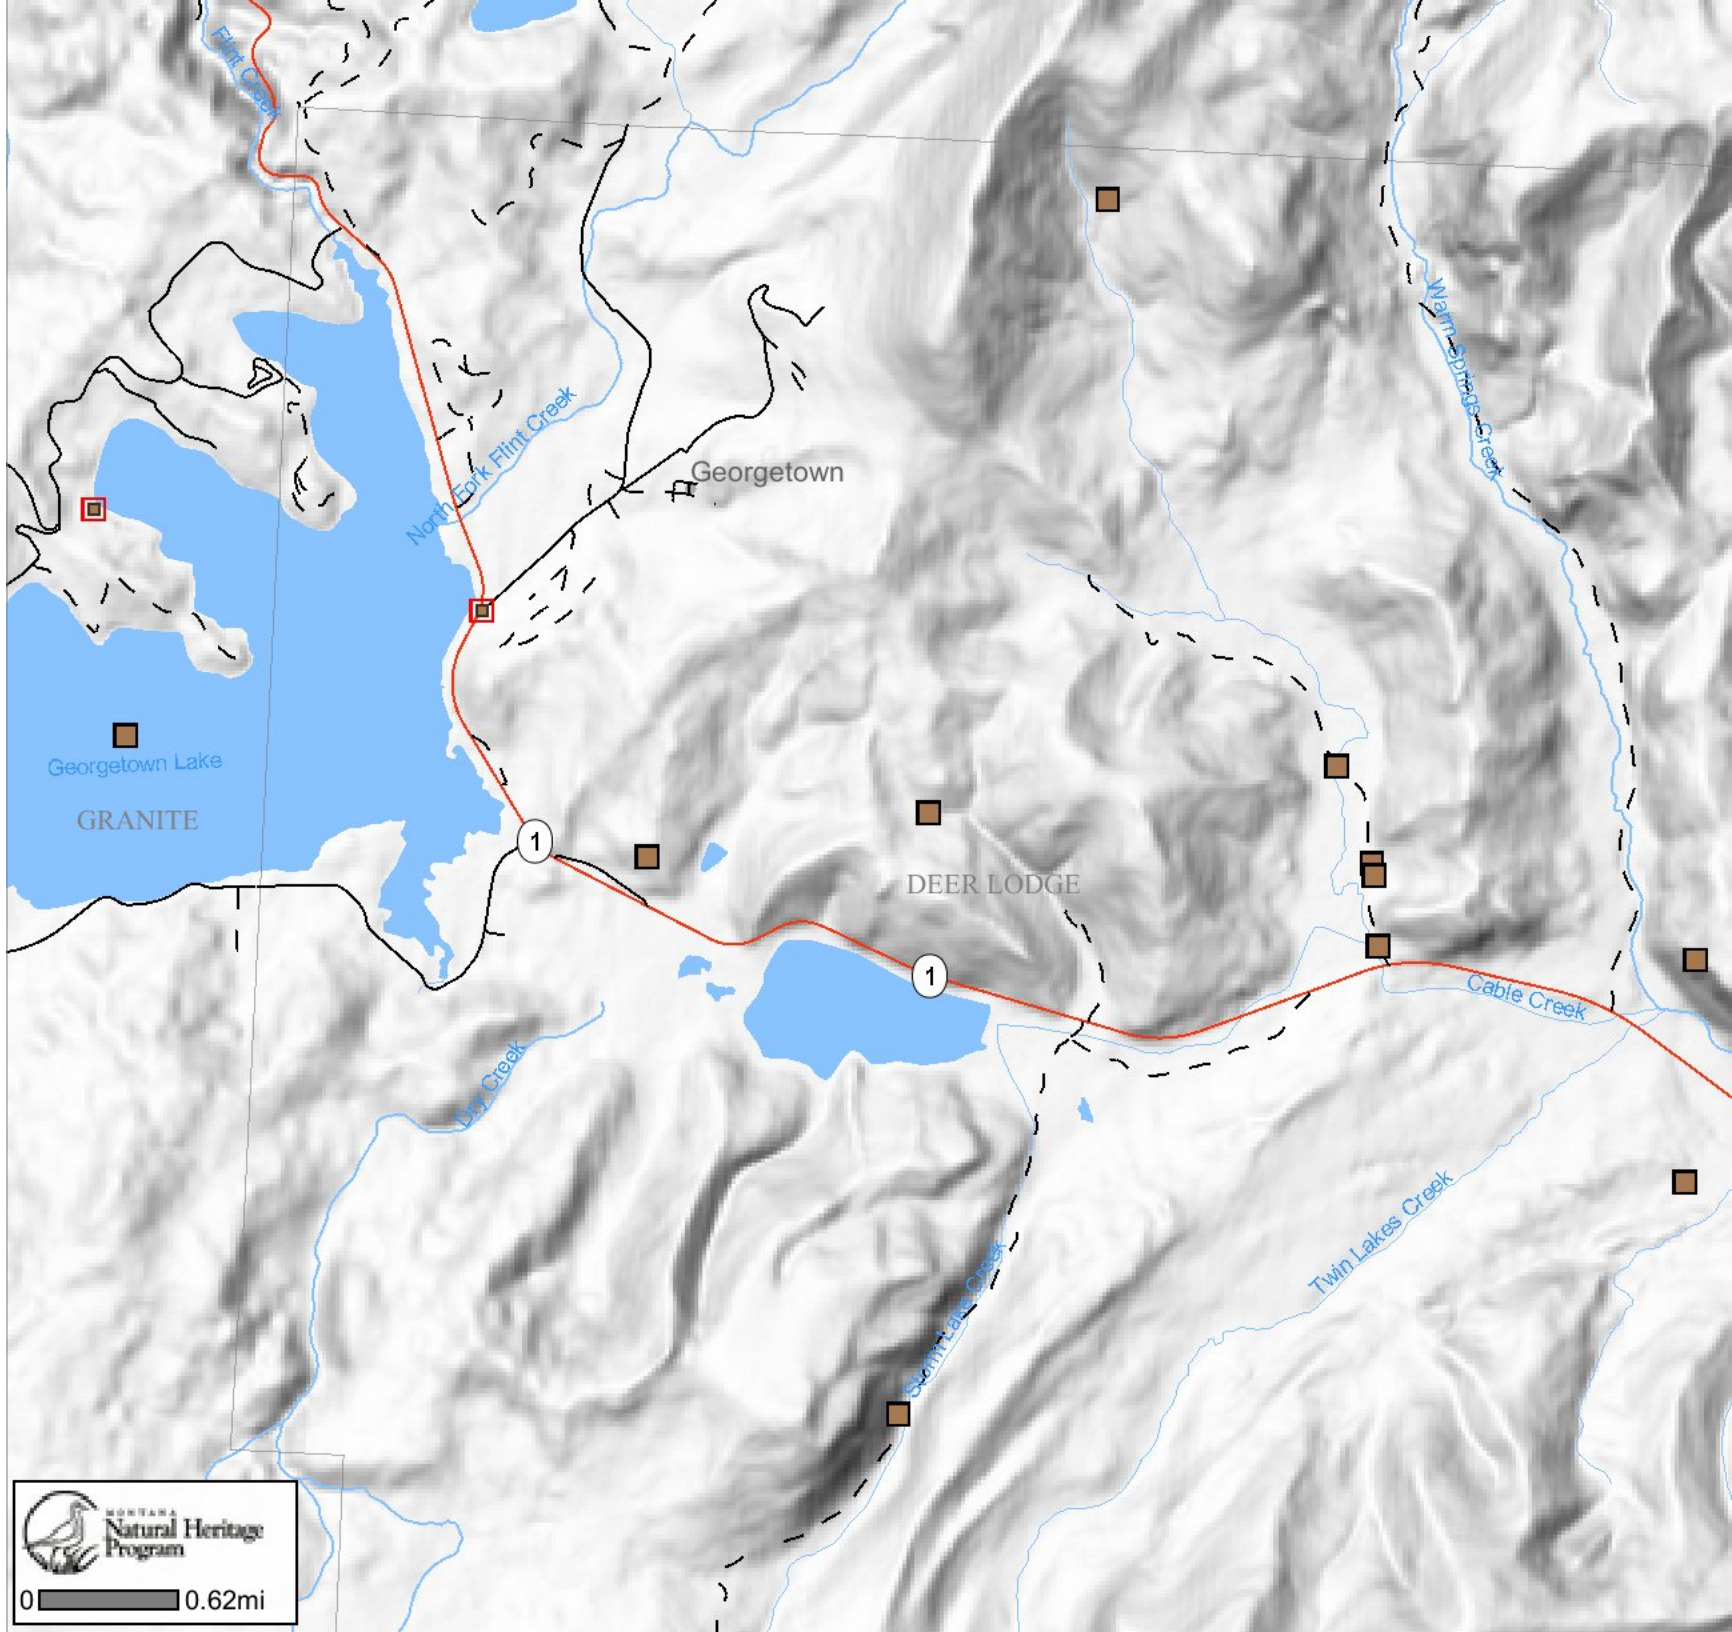 Flint Creek
Warm Springs Creek
North Fork Flint Creek
Georgetown
Georgetown Lake
GRANITE
1
DEER LODGE
1
Cable Creek
Dry Creek
Twin Lakes Creek
Storm Lake Creek
MONTANA
Natural Heritage
Program
0 0.62mi